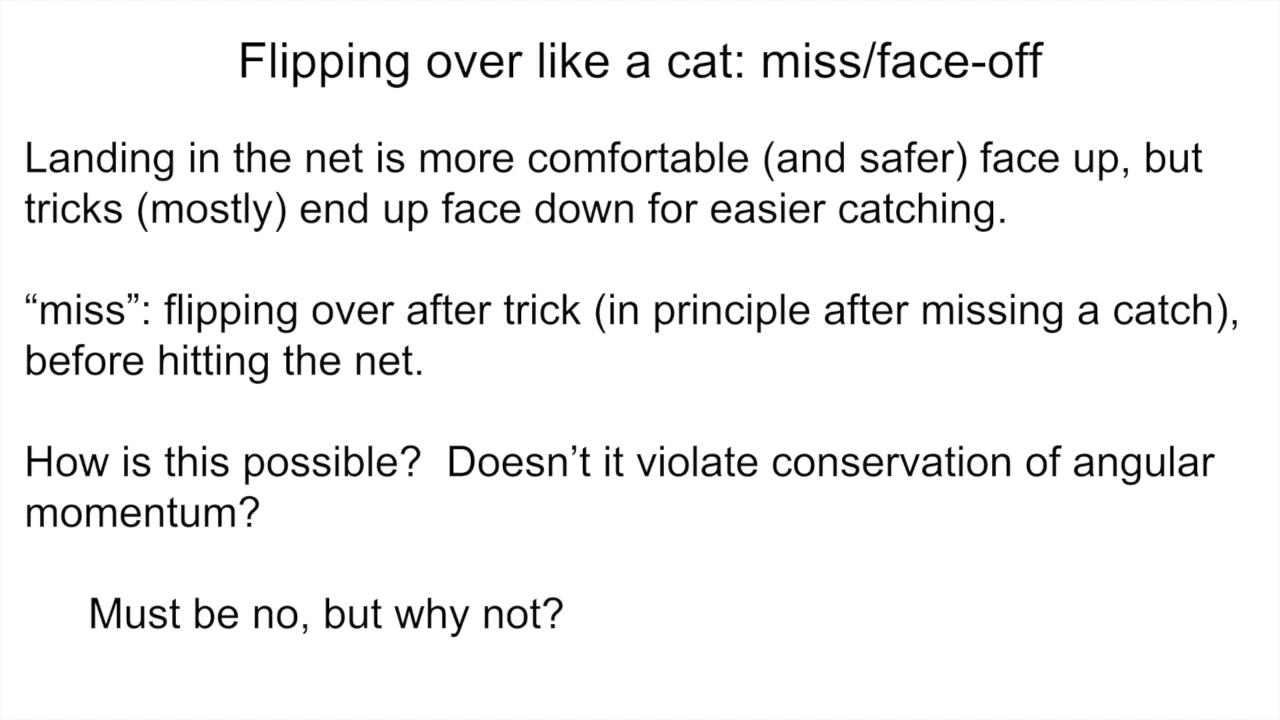 Flipping over like a cat: miss/face-off
Landing in the net is more comfortable (and safer) face up, but
tricks (mostly) end up face down for easier catching.
“miss”: flipping over after trick (in principle after missing a catch),
before hitting the net.
How is this possible?  Doesn’t it violate conservation of angular
momentum?
Must be no, but why not?